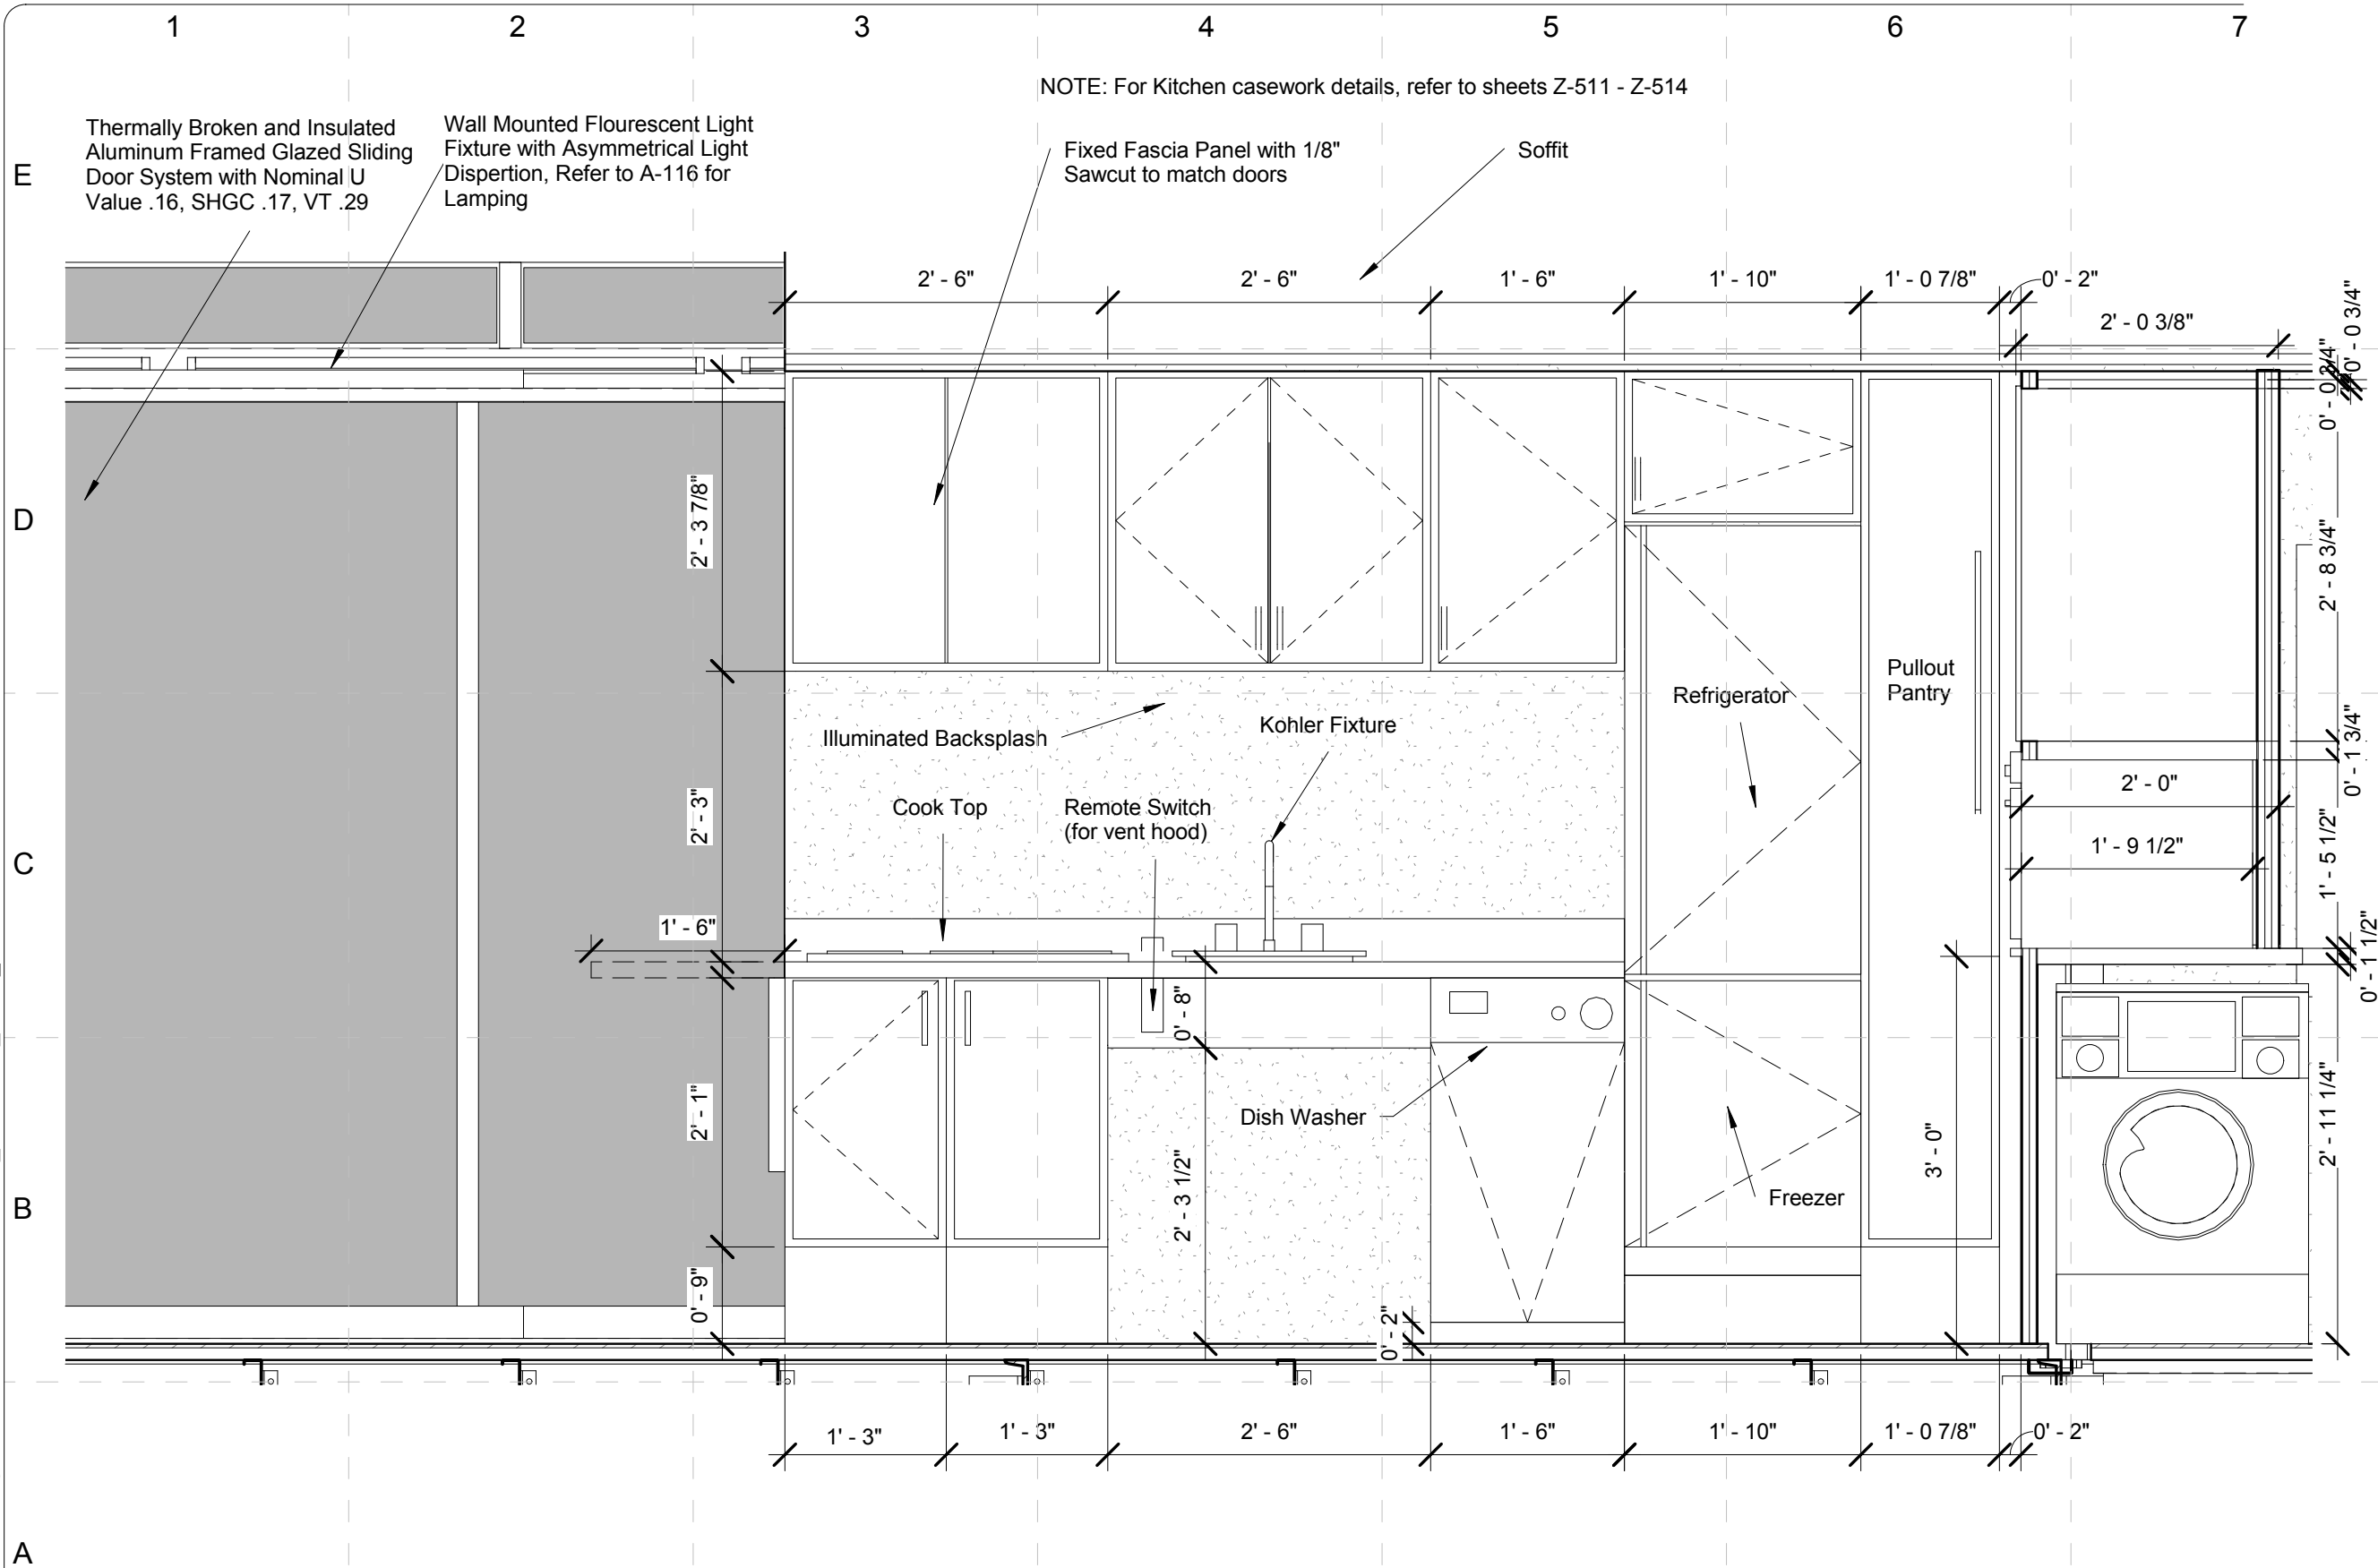 1 2 3 4 5 6 7
NOTE: For Kitchen casework details, refer to sheets Z-511 - Z-514
E
Thermally Broken and Insulated
Aluminum Framed Glazed Sliding
Door System with Nominal U
Value .16, SHGC .17, VT .29
Wall Mounted Flourescent Light
Fixture with Asymmetrical Light
Dispertion, Refer to A-116 for
Lamping
Fixed Fascia Panel with 1/8"
Sawcut to match doors
Soffit
2' - 6" 2' - 6" 1' - 6" 1' - 10" 1' - 0 7/8" 0' - 2"
2' - 0 3/8"
0' - 0 3/4"
0' - 0 3/4"
D
2' - 3 7/8"
2' - 8 3/4"
Pullout
Pantry
Refrigerator
Illuminated Backsplash
Kohler Fixture
0' - 1 3/4"
2' - 0"
Cook Top
Remote Switch
(for vent hood)
2' - 3"
C
1' - 9 1/2"
1' - 5 1/2"
1' - 6"
0' - 1 1/2"
0' - 8"
2' - 1"
Dish Washer
2' - 11 1/4"
3' - 0"
B
2' - 3 1/2"
Freezer
0' - 9"
0' - 2"
1' - 3" 1' - 3" 2' - 6" 1' - 6" 1' - 10" 1' - 0 7/8" 0' - 2"
A